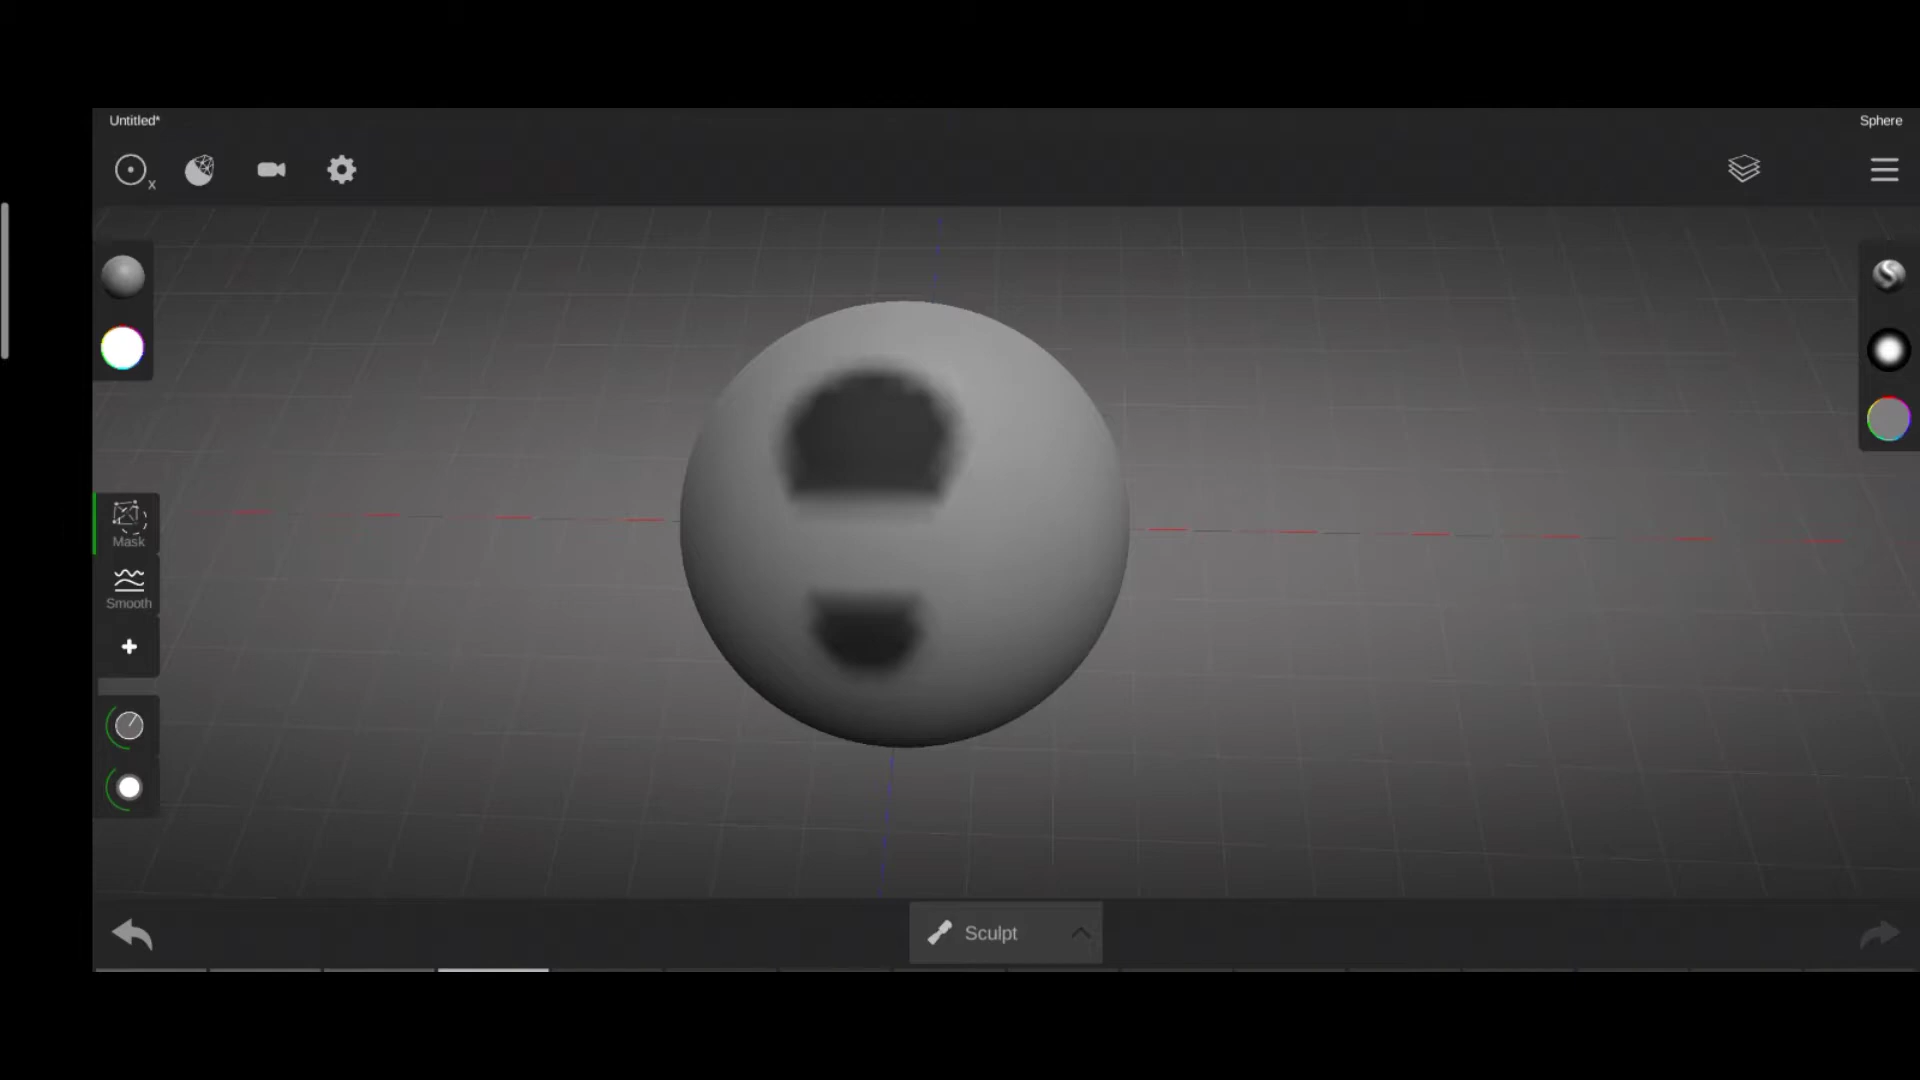 Untitled*
Sphere
x
Mask
Smooth
Sculpt